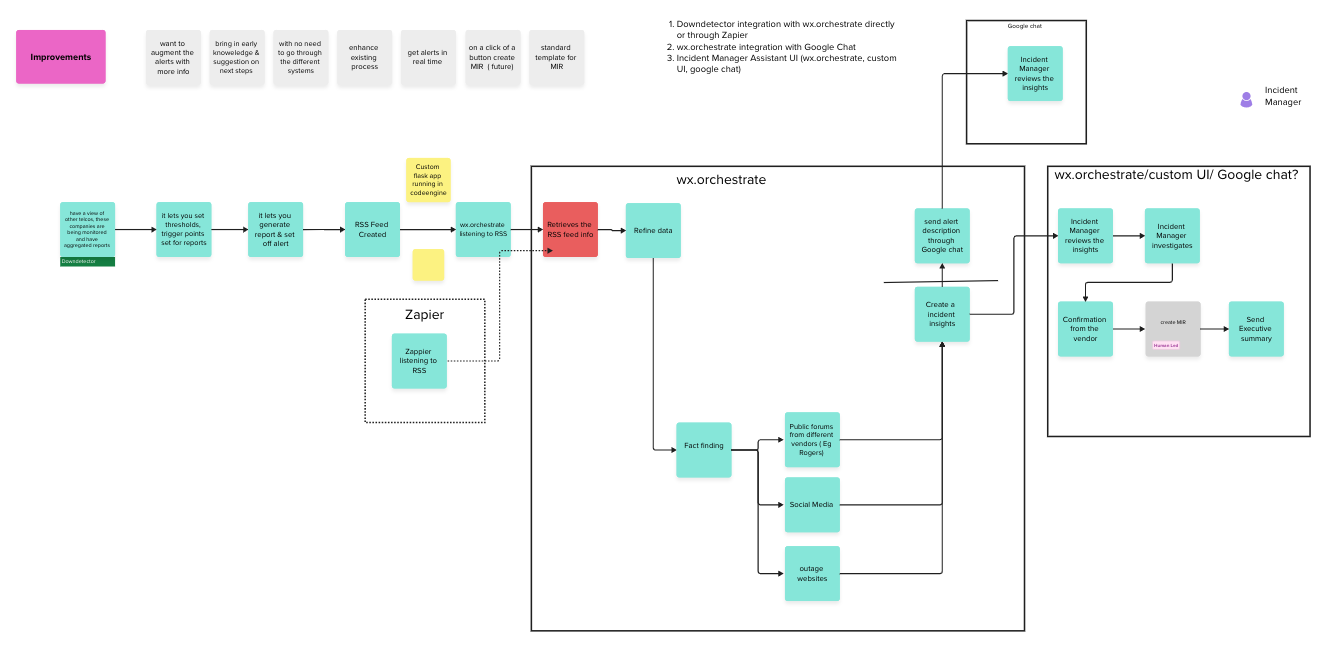 Improvements
want to
augment the
alerts with
more info
bring in early
knowledge &
suggestion on
next steps
with no need
to go through
the different
systems
enhance
existing
process
get alerts in
real time
on a click of a
button create
MIR ( future)
standard
template for
MIR
1. Downdetector integration with wx.orchestrate directly
or through Zapier
2. wx.orchestrate integration with Google Chat
3. Incident Manager Assistant UI (wx.orchestrate, custom
UI, google chat)
Google chat
Incident
Manager
reviews the
insights
Incident
Manager
Custom
flask app
running in
codeengine
wx.orchestrate
wx.orchestrate/custom UI/ Google chat?
have a view of
other telcos, these
companies are
being monitored
and have
aggregated reports
Downdetector
it lets you set
thresholds,
trigger points
set for reports
it lets you
generate
report & set
off alert
RSS Feed
Created
wx.orchestrate
listening to RSS
Retrieves the
RSS feed info
Refine data
send alert
description
through
Google chat
Incident
Manager
reviews the
insights
Incident
Manager
investigates
Zapier
Zappier
listening to
RSS
Create a
incident
insights
Confirmation
from the
vendor
create MIR
Human Led
Send
Executive
summary
Fact finding
Public forums
from different
vendors ( Eg
Rogers)
Social Media
outage
websites